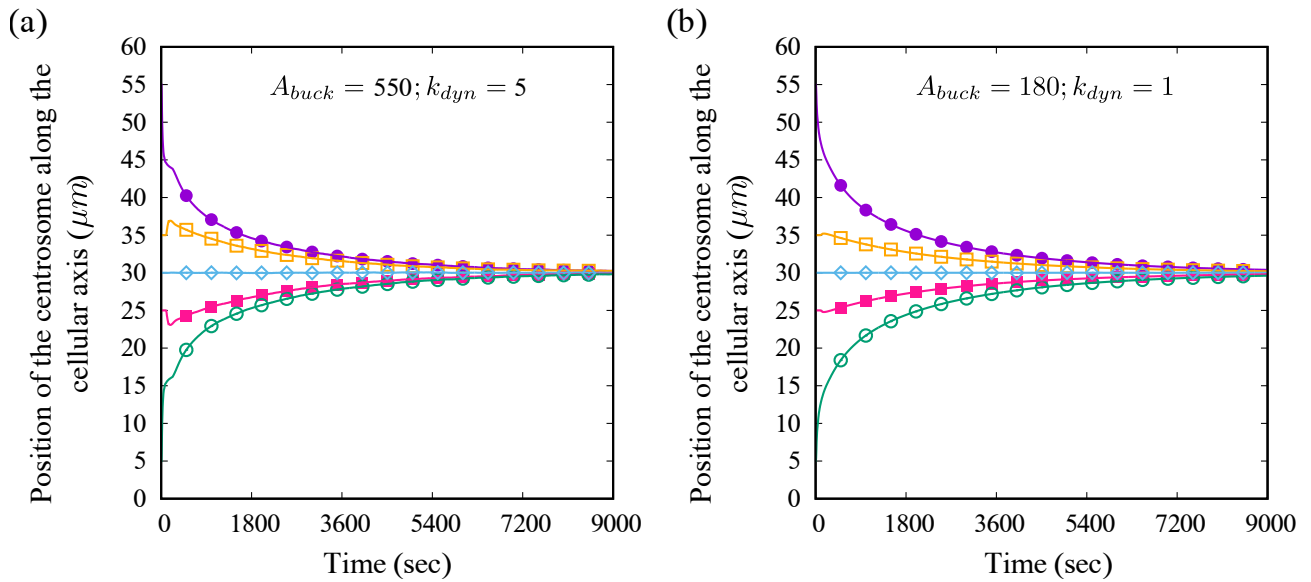 (a)
Position of the centrosome along the
cellular axis (μm)
60
55
50
45
40
35
30
25
20
15
10
5
0
A_buck = 550; k_dyn = 5
0 1800 3600 5400 7200 9000
Time (sec)
(b)
Position of the centrosome along the
cellular axis (μm)
60
55
50
45
40
35
30
25
20
15
10
5
0
A_buck = 180; k_dyn = 1
0 1800 3600 5400 7200 9000
Time (sec)